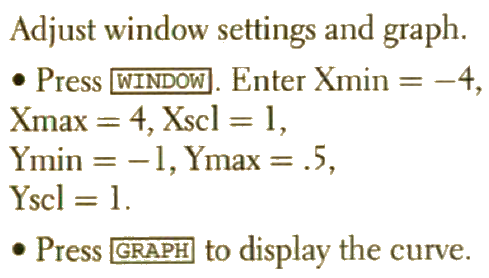 Adjust window settings and graph.
• Press WINDOW. Enter Xmin = −4,
Xmax = 4, Xscl = 1,
Ymin = −1, Ymax = .5,
Yscl = 1.
• Press GRAPH to display the curve.